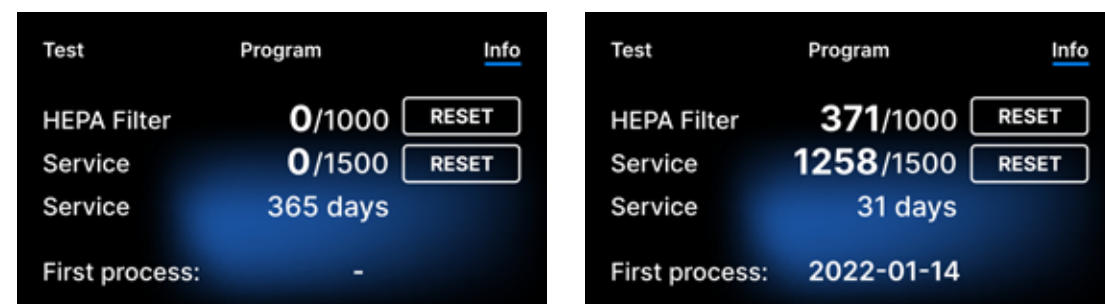 Test Program Info
HEPA Filter 0/1000 RESET
Service 0/1500 RESET
Service 365 days
First process: -
Test Program Info
HEPA Filter 371/1000 RESET
Service 1258/1500 RESET
Service 31 days
First process: 2022-01-14